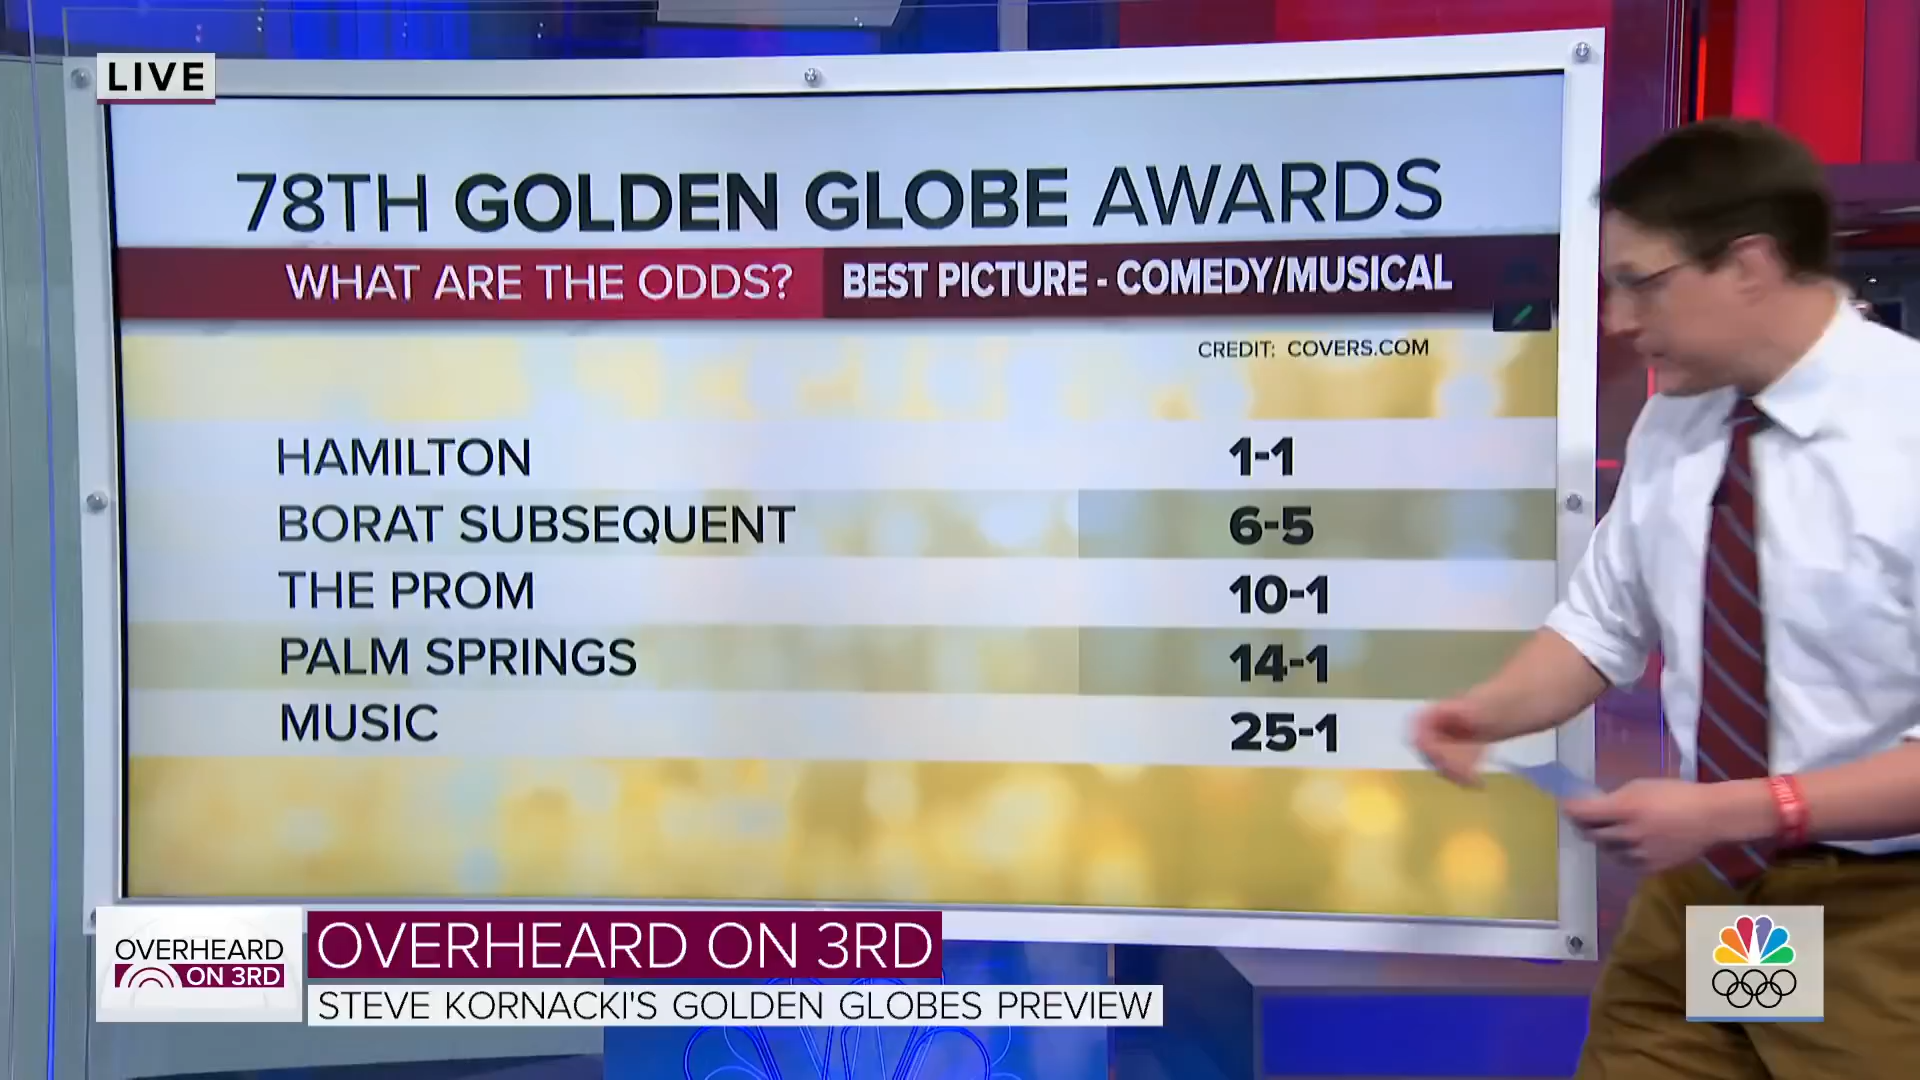 LIVE
78TH GOLDEN GLOBE AWARDS
WHAT ARE THE ODDS? BEST PICTURE - COMEDY/MUSICAL
CREDIT: COVERS.COM
HAMILTON 1-1
BORAT SUBSEQUENT 6-5
THE PROM 10-1
PALM SPRINGS 14-1
MUSIC 25-1
OVERHEARD
ON 3RD
OVERHEARD ON 3RD
STEVE KORNACKI'S GOLDEN GLOBES PREVIEW